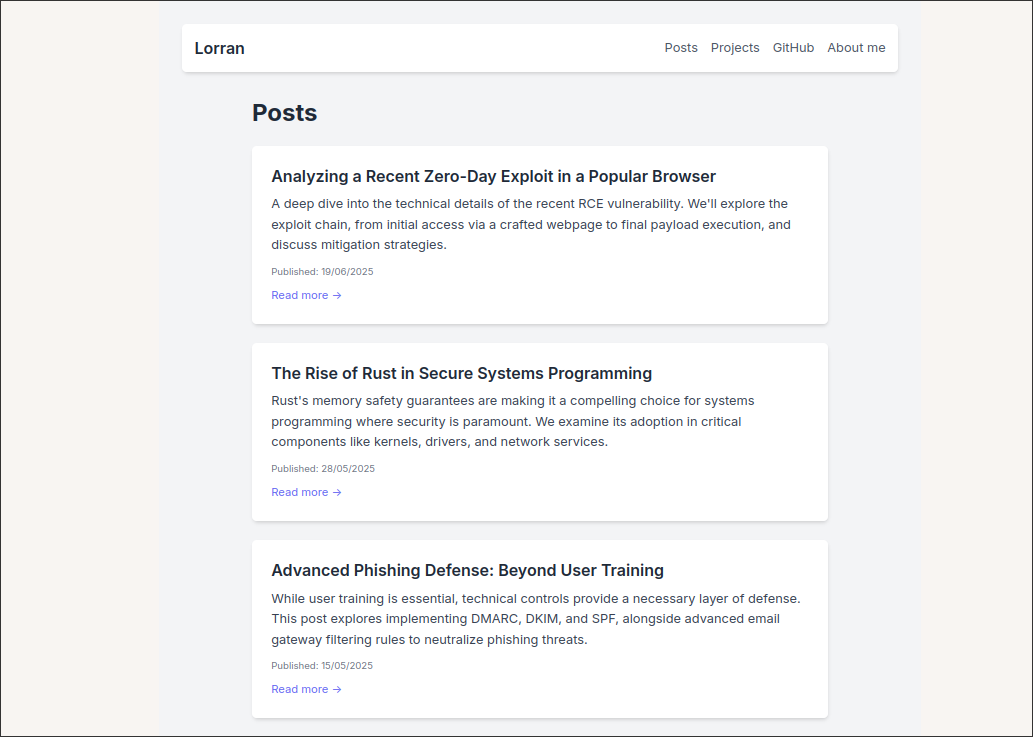 Lorran
Posts Projects GitHub About me
Posts
Analyzing a Recent Zero-Day Exploit in a Popular Browser
A deep dive into the technical details of the recent RCE vulnerability. We'll explore the
exploit chain, from initial access via a crafted webpage to final payload execution, and
discuss mitigation strategies.
Published: 19/06/2025
Read more →
The Rise of Rust in Secure Systems Programming
Rust's memory safety guarantees are making it a compelling choice for systems
programming where security is paramount. We examine its adoption in critical
components like kernels, drivers, and network services.
Published: 28/05/2025
Read more →
Advanced Phishing Defense: Beyond User Training
While user training is essential, technical controls provide a necessary layer of defense.
This post explores implementing DMARC, DKIM, and SPF, alongside advanced email
gateway filtering rules to neutralize phishing threats.
Published: 15/05/2025
Read more →